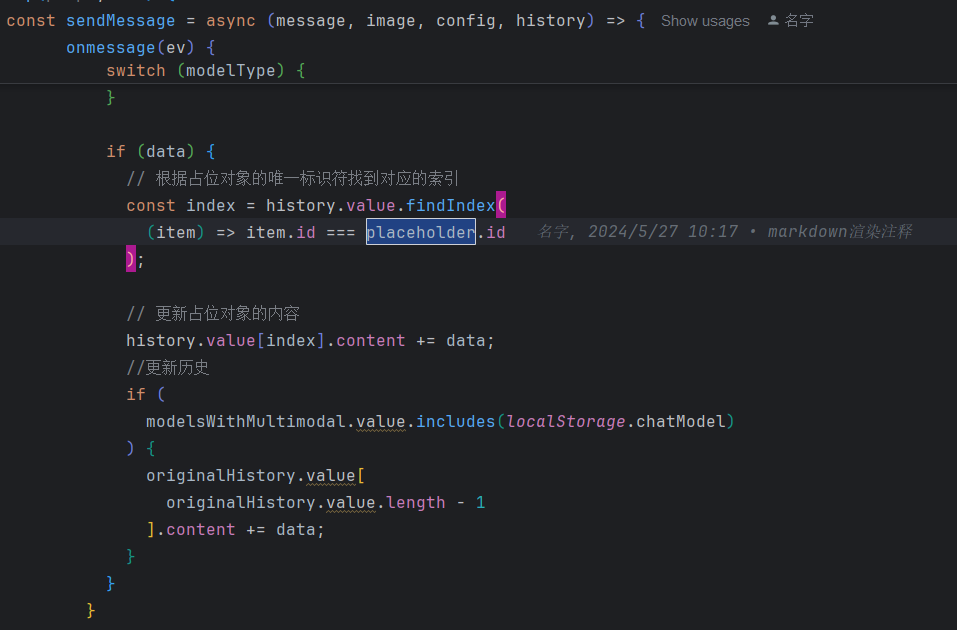 const sendMessage = async (message, image, config, history) => { Show usages 名字
onmessage(ev) {
switch (modelType) {
}
if (data) {
// 根据占位对象的唯一标识符找到对应的索引
const index = history.value.findIndex(
(item) => item.id === placeholder.id 名字, 2024/5/27 10:17 • markdown渲染注释
);
// 更新占位对象的内容
history.value[index].content += data;
//更新历史
if (
modelsWithMultimodal.value.includes(localStorage.chatModel)
) {
originalHistory.value[
originalHistory.value.length - 1
].content += data;
}
}
}